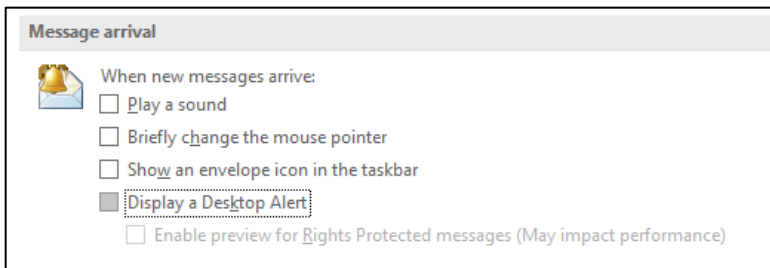 Message arrival
When new messages arrive:
Play a sound
Briefly change the mouse pointer
Show an envelope icon in the taskbar
Display a Desktop Alert
Enable preview for Rights Protected messages (May impact performance)